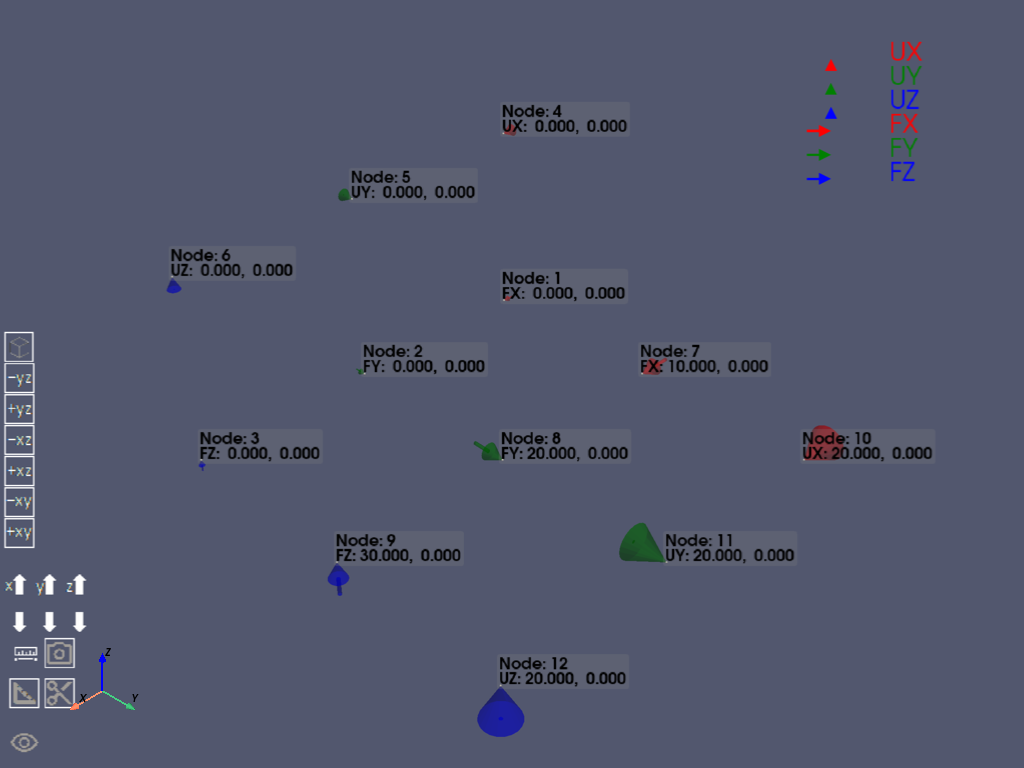 UX
UY
UZ
FX
FY
FZ
Node: 4
UX: 0.000, 0.000
Node: 5
UY: 0.000, 0.000
Node: 6
UZ: 0.000, 0.000
Node: 1
FX: 0.000, 0.000
Node: 2
FY: 0.000, 0.000
Node: 7
FX: 10.000, 0.000
Node: 3
FZ: 0.000, 0.000
Node: 8
FY: 20.000, 0.000
Node: 10
UX: 20.000, 0.000
Node: 9
FZ: 30.000, 0.000
Node: 11
UY: 20.000, 0.000
Node: 12
UZ: 20.000, 0.000
-yz
+yz
-xz
+xz
-xy
+xy
x y z
Z
X Y